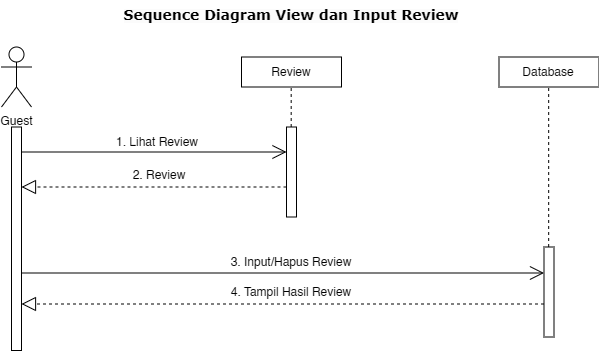 Sequence Diagram View dan Input Review
Review
Database
Guest
1. Lihat Review
2. Review
3. Input/Hapus Review
4. Tampil Hasil Review